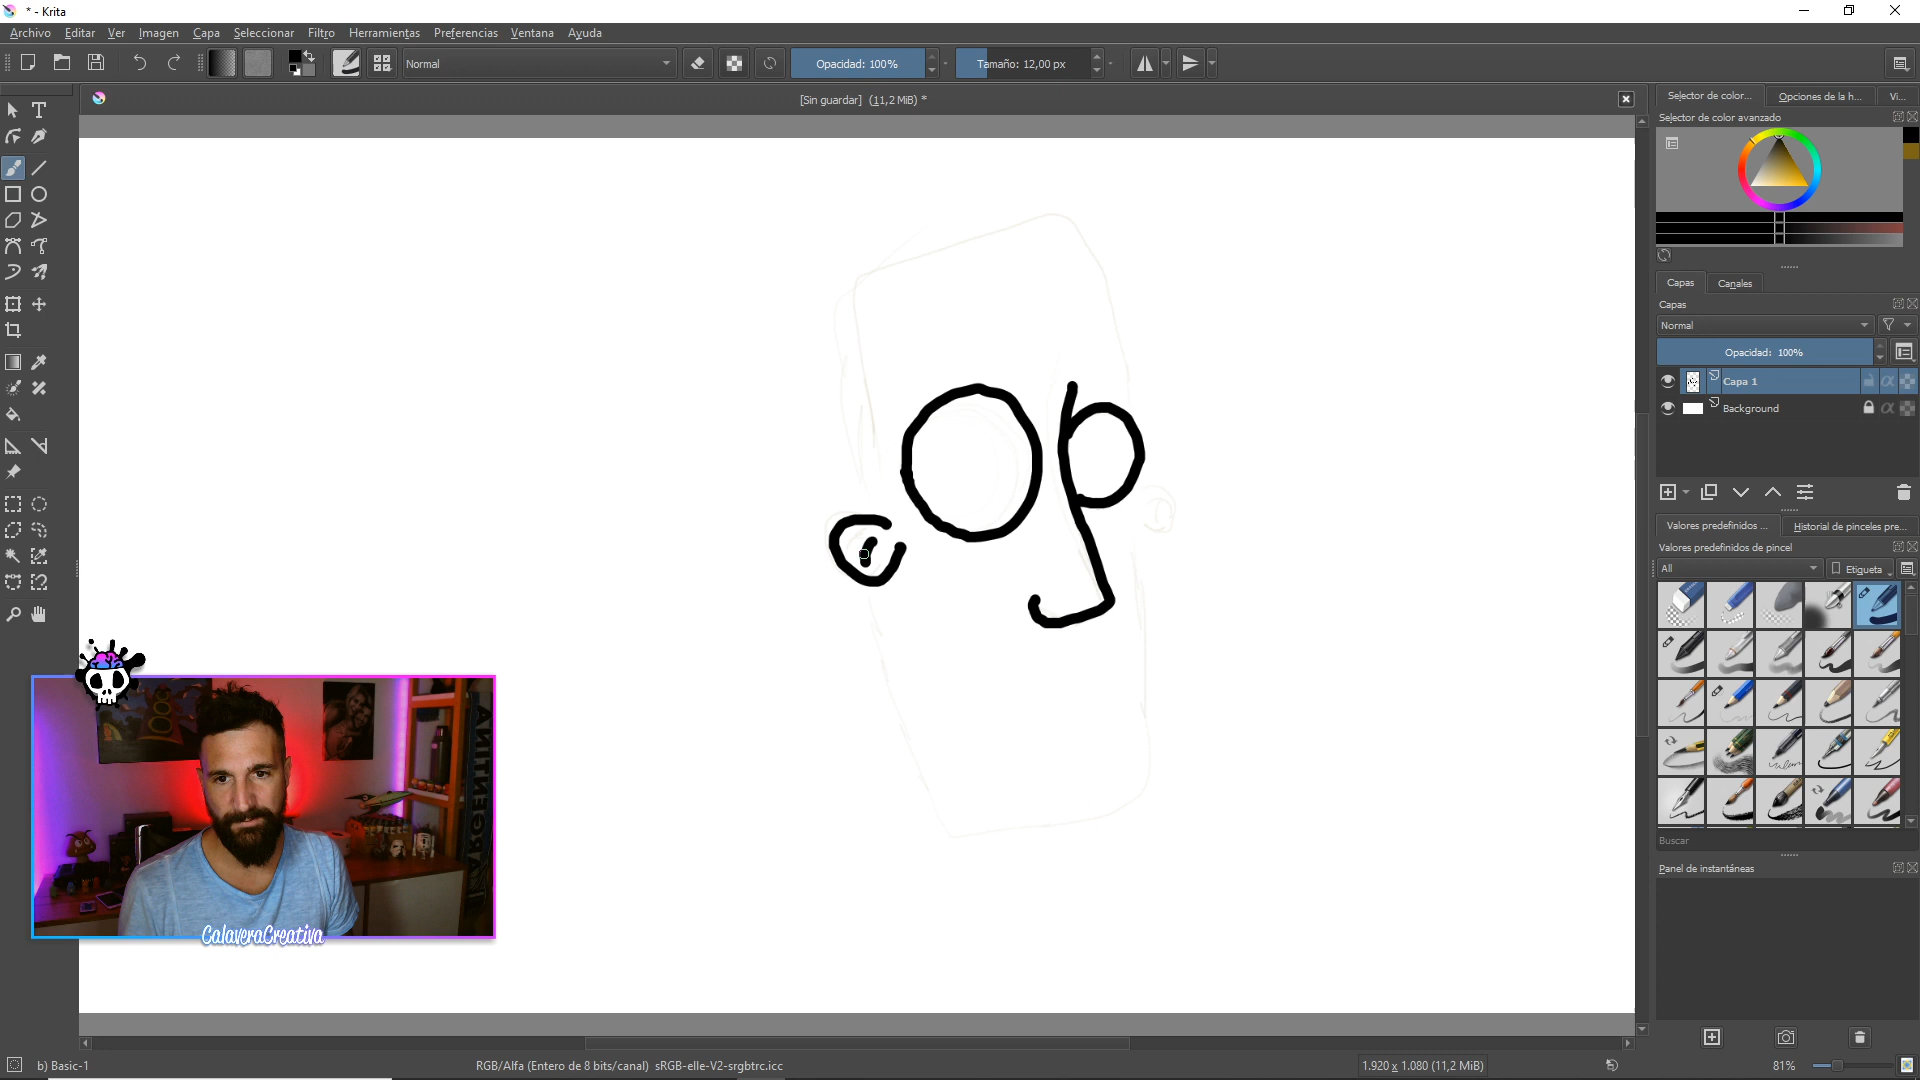 * - Krita
Archivo Editar Ver Imagen Capa Seleccionar Filtro Herramientas Preferencias Ventana Ayuda
Normal
Opacidad: 100%
Tamaño: 12,00 px
[Sin guardar] (11,2 MiB) *
Selector de color... Opciones de la h... Vi...
Selector de color avanzado
Capas Canales
Capas
Normal
Opacidad: 100%
Capa 1
Background
Valores predefinidos ... Historial de pinceles pre...
Valores predefinidos de pincel
All Etiqueta
Buscar
Panel de instantáneas
ARGENTINA
CalaveraCreativa
b) Basic-1
RGB/Alfa (Entero de 8 bits/canal) sRGB-elle-V2-srgbtrc.icc
1.920 x 1.080 (11,2 MiB)
81%